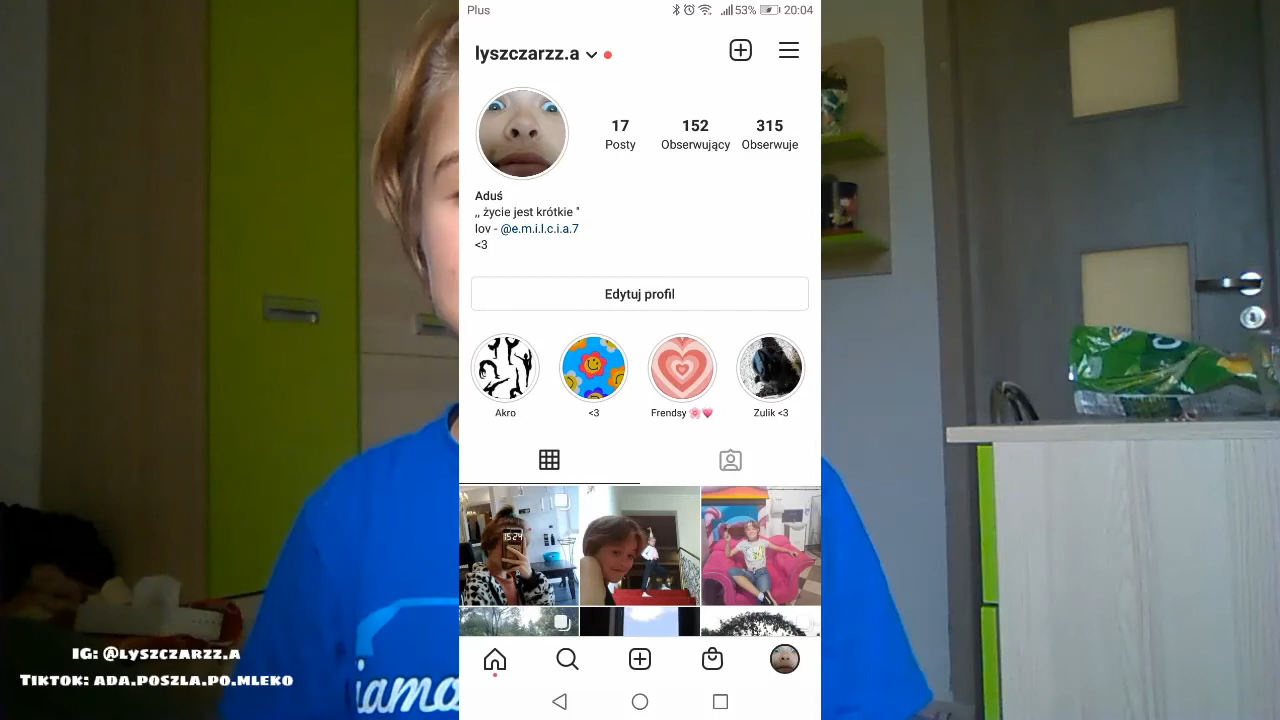 Plus
53%
20:04
lyszczarzz.a
17
152
315
Posty
Obserwujący
Obserwuje
Aduś
,, życie jest krótkie "
lov - @e.m.i.l.c.i.a.7
<3
Edytuj profil
Akro
<3
Frendsy 🌸💗
Zulik <3
15:24
IG: @lyszczarzz.a
Tiktok: ada.poszla.po.mleko
iamo